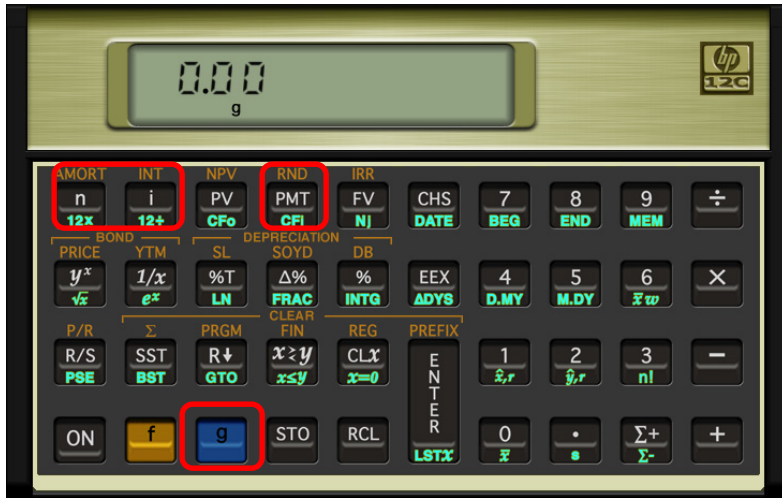 0.00
g
hp
12C
AMORT INT NPV RND IRR
n i PV PMT FV CHS 7 8 9 ÷
12X 12÷ CFo CFj Nj DATE BEG END MEM
BOND DEPRECIATION
PRICE YTM SL SOYD DB
yˣ 1/x %T Δ% % EEX 4 5 6 ×
√x eˣ LN FRAC INTG ΔDYS D.MY M.DY x̄w
CLEAR
P/R Σ PRGM FIN REG PREFIX
R/S SST R↓ x≷y CLx ENTER 1 2 3 −
PSE BST GTO x≤y x=0 x̂,r ŷ,r n!
ON f g STO RCL 0 · Σ+ +
LSTx x̄ s Σ-